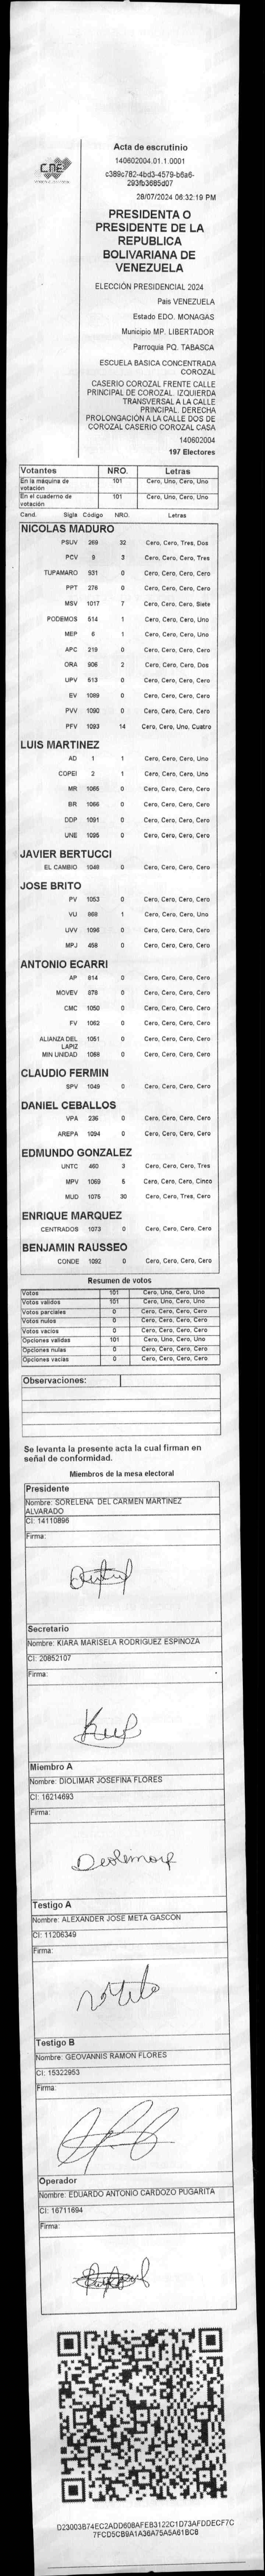 CNE
Acta de escrutinio
140602004.01.1.0001
c389c782-4bd3-4579-b6a6-
293fb3685d07
28/07/2024 06:32:19 PM
PRESIDENTA O
PRESIDENTE DE LA
REPUBLICA
BOLIVARIANA DE
VENEZUELA
ELECCIÓN PRESIDENCIAL 2024
Pais VENEZUELA
Estado EDO. MONAGAS
Municipio MP. LIBERTADOR
Parroquia PQ. TABASCA
ESCUELA BASICA CONCENTRADA
COROZAL
CASERIO COROZAL FRENTE CALLE
PRINCIPAL DE COROZAL. IZQUIERDA
TRANSVERSAL A LA CALLE
PRINCIPAL. DERECHA
PROLONGACIÓN A LA CALLE DOS DE
COROZAL CASERIO COROZAL CASA
140602004
197 Electores
Votantes NRO. Letras
En la máquina de
votación 101 Cero, Uno, Cero, Uno
En el cuaderno de
votación 101 Cero, Uno, Cero, Uno
Cand. Sigla Código NRO. Letras
NICOLAS MADURO
PSUV 269 32 Cero, Cero, Tres, Dos
PCV 9 3 Cero, Cero, Cero, Tres
TUPAMARO 931 0 Cero, Cero, Cero, Cero
PPT 276 0 Cero, Cero, Cero, Cero
MSV 1017 7 Cero, Cero, Cero, Siete
PODEMOS 514 1 Cero, Cero, Cero, Uno
MEP 6 1 Cero, Cero, Cero, Uno
APC 219 0 Cero, Cero, Cero, Cero
ORA 906 2 Cero, Cero, Cero, Dos
UPV 513 0 Cero, Cero, Cero, Cero
EV 1089 0 Cero, Cero, Cero, Cero
PVV 1090 0 Cero, Cero, Cero, Cero
PFV 1093 14 Cero, Cero, Uno, Cuatro
LUIS MARTINEZ
AD 1 1 Cero, Cero, Cero, Uno
COPEI 2 1 Cero, Cero, Cero, Uno
MR 1065 0 Cero, Cero, Cero, Cero
BR 1066 0 Cero, Cero, Cero, Cero
DDP 1091 0 Cero, Cero, Cero, Cero
UNE 1095 0 Cero, Cero, Cero, Cero
JAVIER BERTUCCI
EL CAMBIO 1048 0 Cero, Cero, Cero, Cero
JOSE BRITO
PV 1053 0 Cero, Cero, Cero, Cero
VU 868 1 Cero, Cero, Cero, Uno
UVV 1096 0 Cero, Cero, Cero, Cero
MPJ 458 0 Cero, Cero, Cero, Cero
ANTONIO ECARRI
AP 814 0 Cero, Cero, Cero, Cero
MOVEV 878 0 Cero, Cero, Cero, Cero
CMC 1050 0 Cero, Cero, Cero, Cero
FV 1062 0 Cero, Cero, Cero, Cero
ALIANZA DEL 1051 0 Cero, Cero, Cero, Cero
LAPIZ
MIN UNIDAD 1068 0 Cero, Cero, Cero, Cero
CLAUDIO FERMIN
SPV 1049 0 Cero, Cero, Cero, Cero
DANIEL CEBALLOS
VPA 236 0 Cero, Cero, Cero, Cero
AREPA 1094 0 Cero, Cero, Cero, Cero
EDMUNDO GONZALEZ
UNTC 460 3 Cero, Cero, Cero, Tres
MPV 1069 5 Cero, Cero, Cero, Cinco
MUD 1075 30 Cero, Cero, Tres, Cero
ENRIQUE MARQUEZ
CENTRADOS 1073 0 Cero, Cero, Cero, Cero
BENJAMIN RAUSSEO
CONDE 1092 0 Cero, Cero, Cero, Cero
Resumen de votos
Votos 101 Cero, Uno, Cero, Uno
Votos validos 101 Cero, Uno, Cero, Uno
Votos parciales 0 Cero, Cero, Cero, Cero
Votos nulos 0 Cero, Cero, Cero, Cero
Votos vacios 0 Cero, Cero, Cero, Cero
Opciones validas 101 Cero, Uno, Cero, Uno
Opciones nulas 0 Cero, Cero, Cero, Cero
Opciones vacias 0 Cero, Cero, Cero, Cero
Observaciones:
Se levanta la presente acta la cual firman en
señal de conformidad.
Miembros de la mesa electoral
Presidente
Nombre: SORELENA DEL CARMEN MARTINEZ
ALVARADO
CI: 14110896
Firma:
Secretario
Nombre: KIARA MARISELA RODRIGUEZ ESPINOZA
CI: 20852107
Firma:
Miembro A
Nombre: DIOLIMAR JOSEFINA FLORES
CI: 16214693
Firma:
Testigo A
Nombre: ALEXANDER JOSE META GASCON
CI: 11206349
Firma:
Testigo B
Nombre: GEOVANNIS RAMON FLORES
CI: 15322953
Firma:
Operador
Nombre: EDUARDO ANTONIO CARDOZO PUGARITA
CI: 16711694
Firma:
D23003B74EC2ADD608AFEB3122C1D73AFDDECF7C
7FCD5CB9A1A36A75A5A61BC8